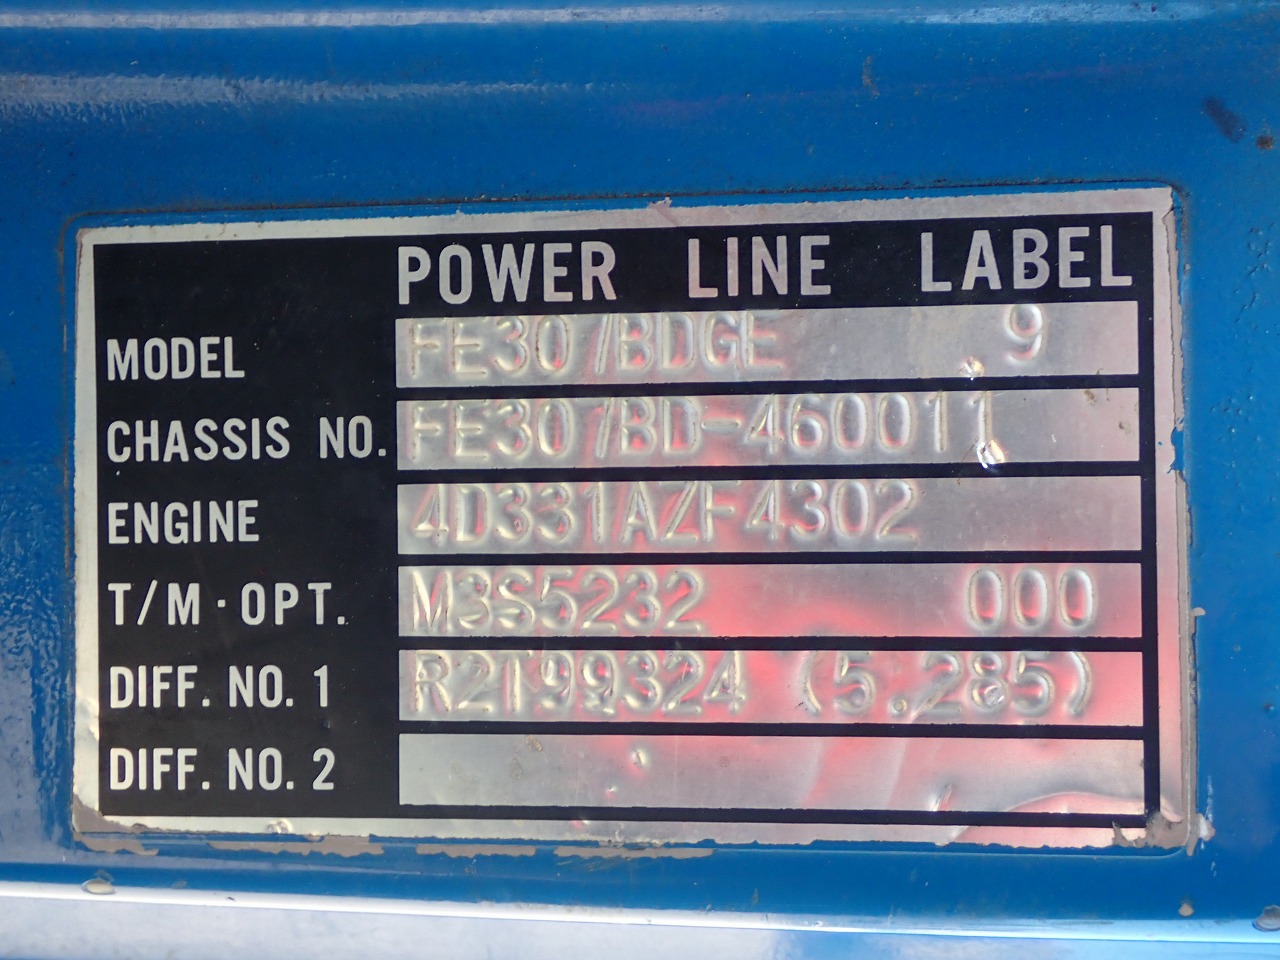 POWER LINE LABEL
MODEL FE307BDGE 9
CHASSIS NO. FE307BD-460011
ENGINE 4D331AZF4302
T/M·OPT. M3S5232 000
DIFF. NO. 1 R2T99324 (5.285)
DIFF. NO. 2